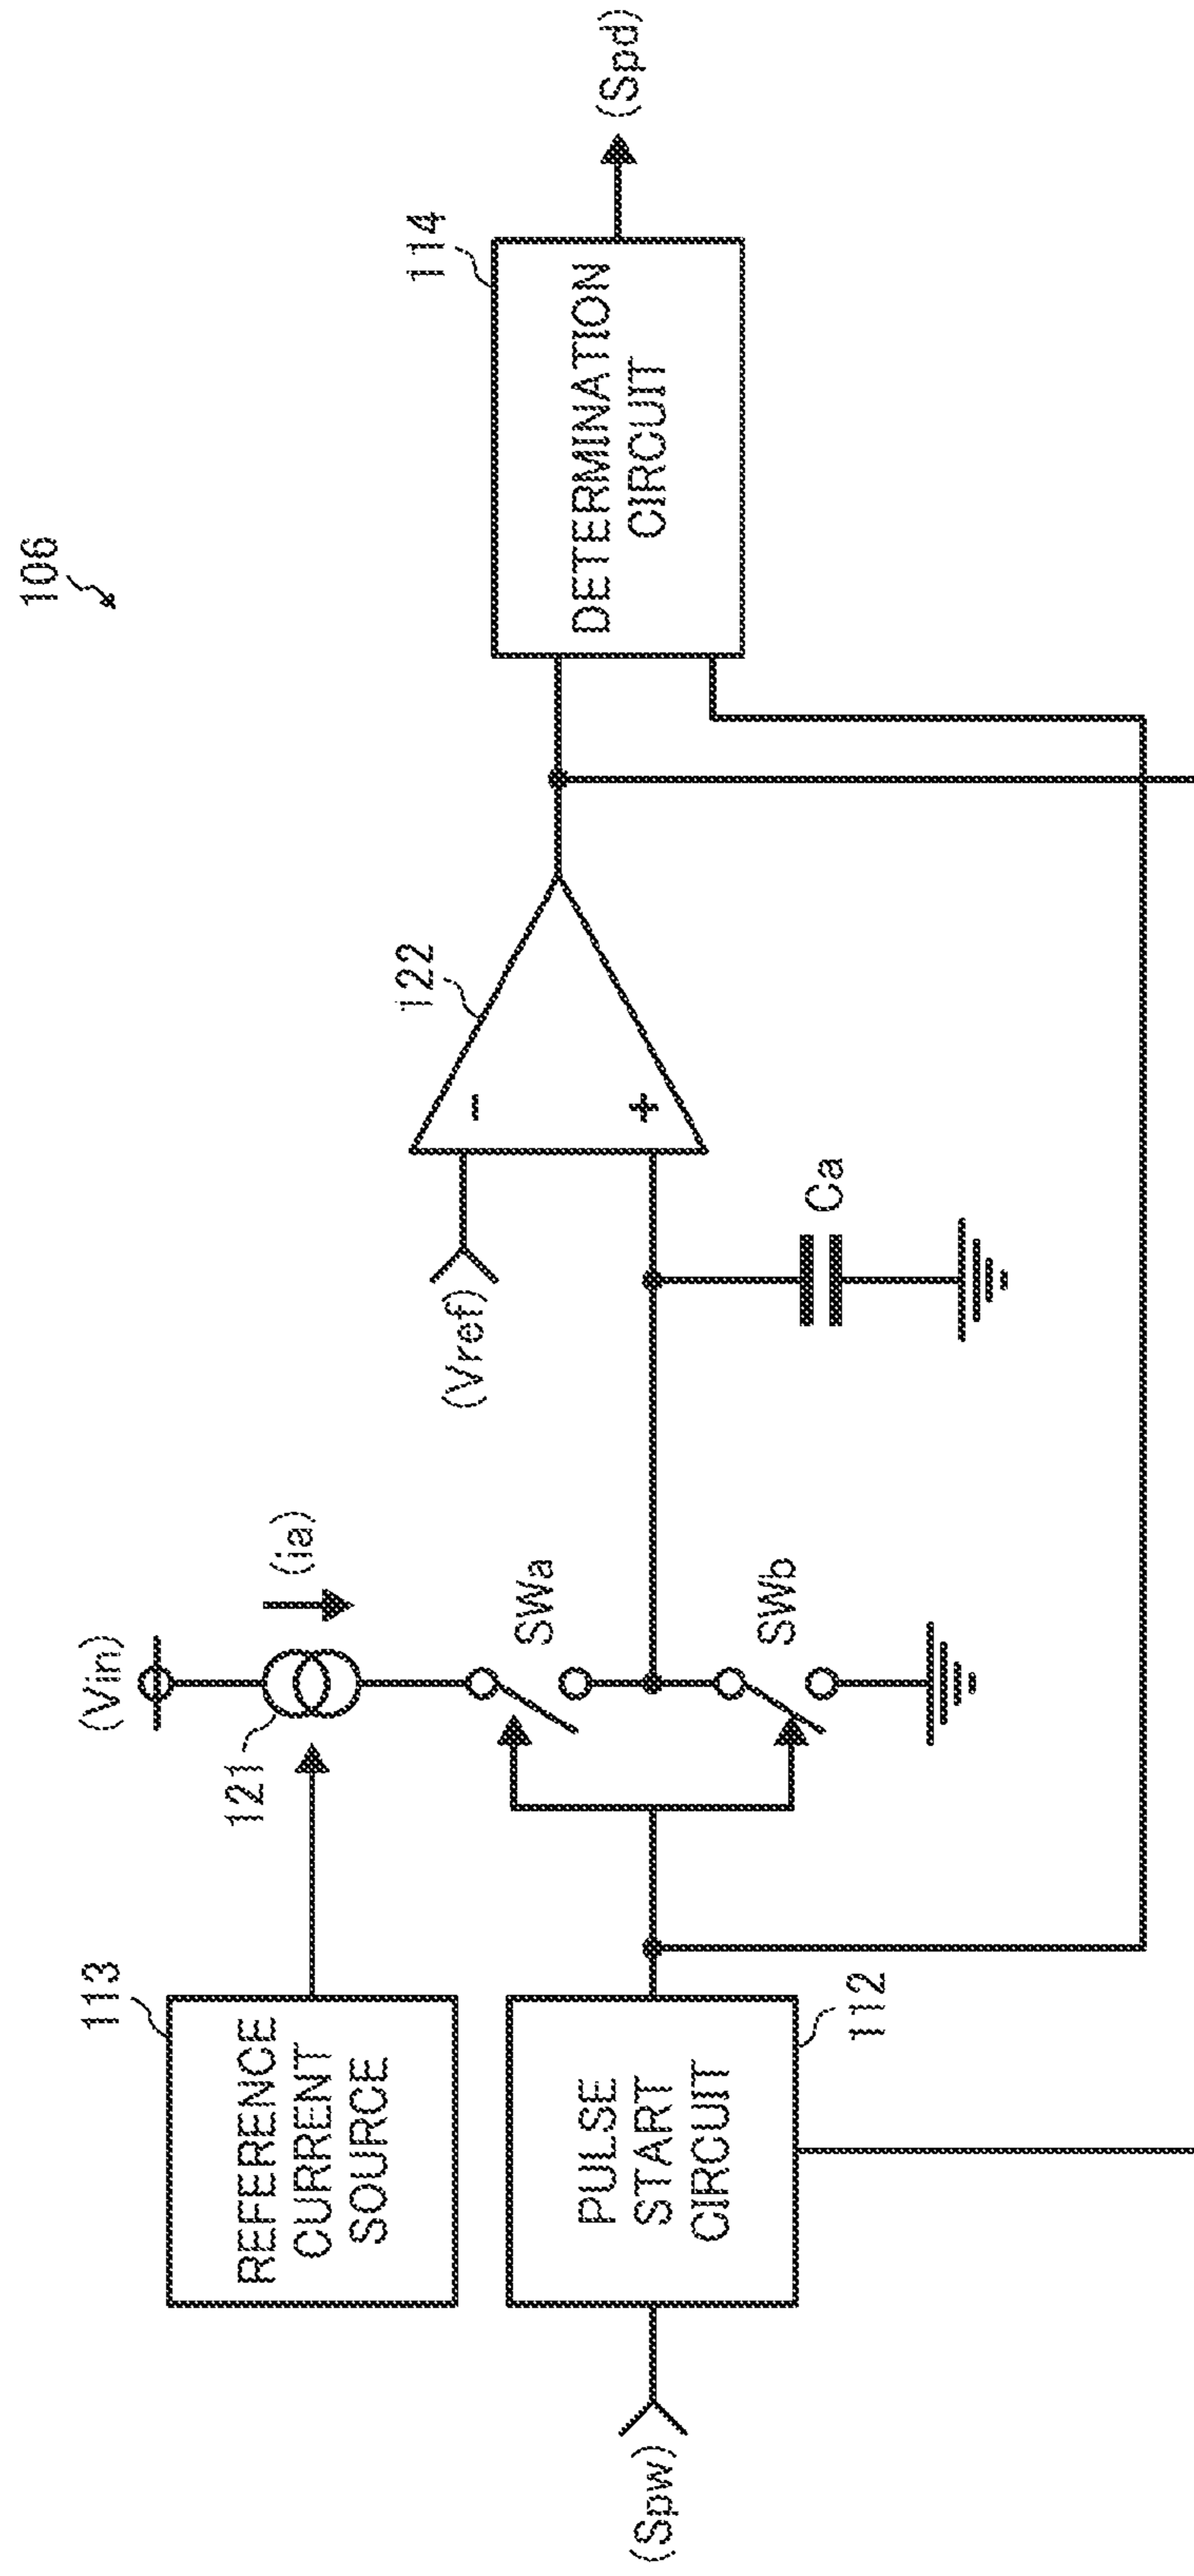 106
(Vin)
(ia)
121
113
REFERENCE
CURRENT
SOURCE
SWa
SWb
(Vref)
122
-
+
Ca
114
DETERMINATION
CIRCUIT
(Spd)
(Spw)
PULSE
START
CIRCUIT
112